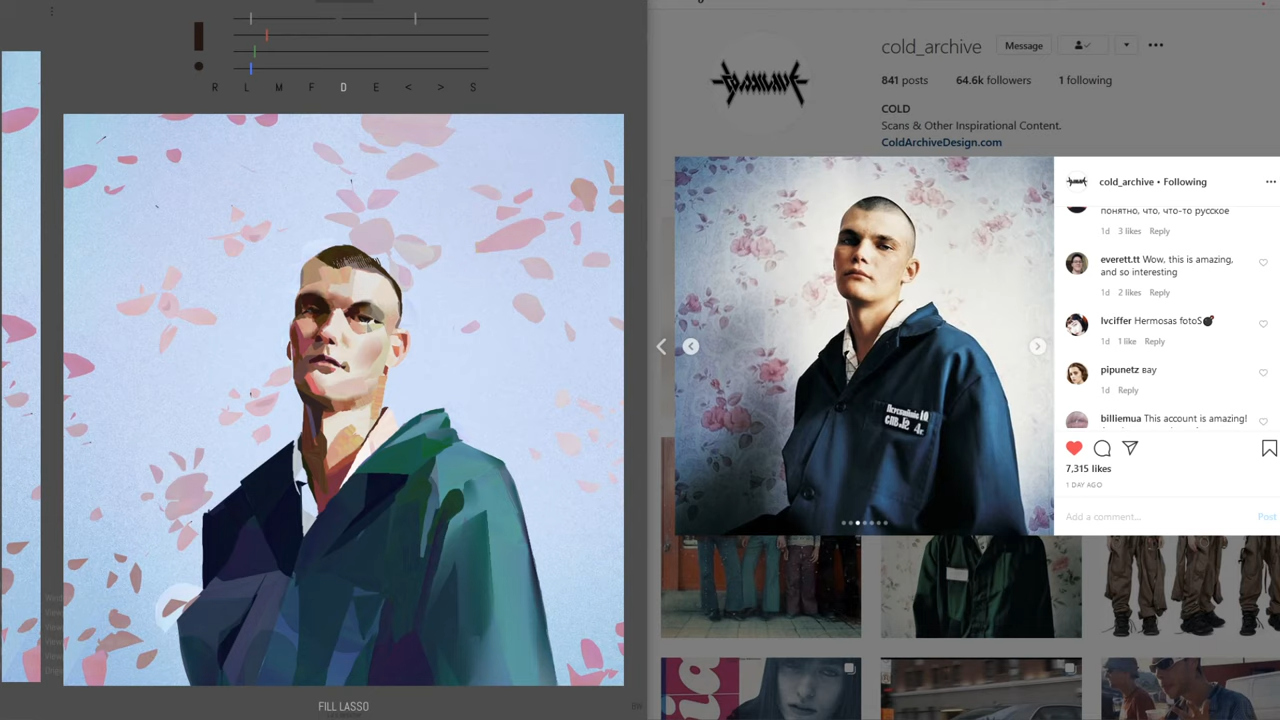 R L M F D E < > S
FILL LASSO
cold_archive
Message
841 posts 64.6k followers 1 following
COLD
Scans & Other Inspirational Content.
ColdArchiveDesign.com
cold_archive • Following
понятно, что, что-то русское
1d 3 likes Reply
everett.tt Wow, this is amazing,
and so interesting
1d 2 likes Reply
lvciffer Hermosas fotoS
1d 1 like Reply
pipunetz вау
1d Reply
billiemua This account is amazing!
7,315 likes
1 DAY AGO
Add a comment... Post